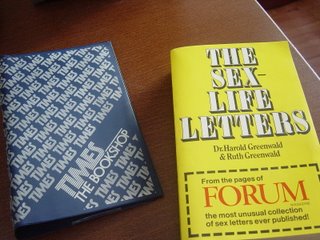 TIMES
THE BOOKSHOP
THE
SEX-
LIFE
LETTERS
Dr. Harold Greenwald
& Ruth Greenwald
From the pages of
FORUM
the most unusual collection
of sex letters ever published!